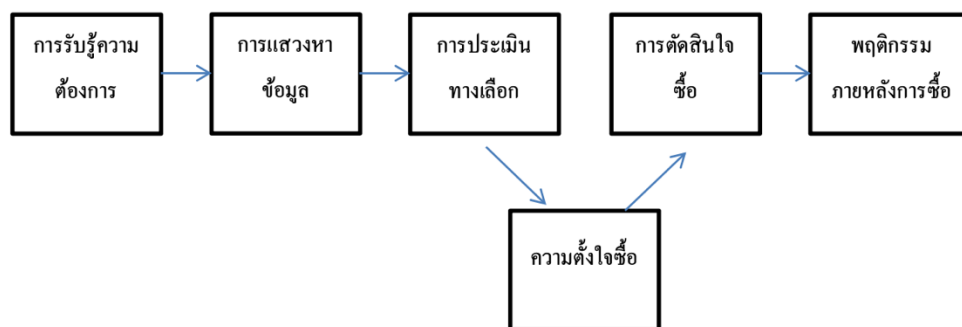 การรับรู้ความ
ต้องการ
การแสวงหา
ข้อมูล
การประเมิน
ทางเลือก
การตัดสินใจ
ซื้อ
พฤติกรรม
ภายหลังการซื้อ
ความตั้งใจซื้อ